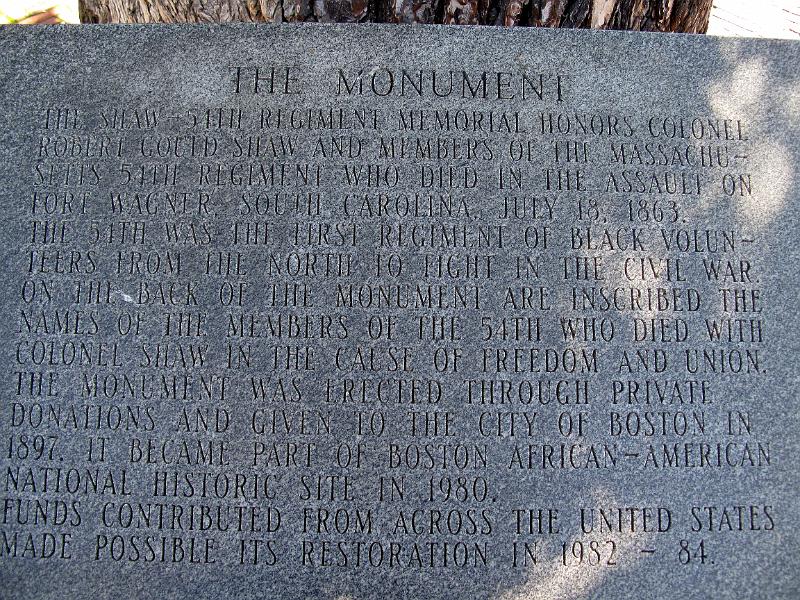 THE MONUMENT
THE SHAW-54TH REGIMENT MEMORIAL HONORS COLONEL
ROBERT GOULD SHAW AND MEMBERS OF THE MASSACHU-
SETTS 54TH REGIMENT WHO DIED IN THE ASSAULT ON
FORT WAGNER, SOUTH CAROLINA, JULY 18, 1863.
THE 54TH WAS THE FIRST REGIMENT OF BLACK VOLUN-
TEERS FROM THE NORTH TO FIGHT IN THE CIVIL WAR.
ON THE BACK OF THE MONUMENT ARE INSCRIBED THE
NAMES OF THE MEMBERS OF THE 54TH WHO DIED WITH
COLONEL SHAW IN THE CAUSE OF FREEDOM AND UNION.
THE MONUMENT WAS ERECTED THROUGH PRIVATE
DONATIONS AND GIVEN TO THE CITY OF BOSTON IN
1897. IT BECAME PART OF BOSTON AFRICAN-AMERICAN
NATIONAL HISTORIC SITE IN 1980.
FUNDS CONTRIBUTED FROM ACROSS THE UNITED STATES
MADE POSSIBLE ITS RESTORATION IN 1982 - 84.